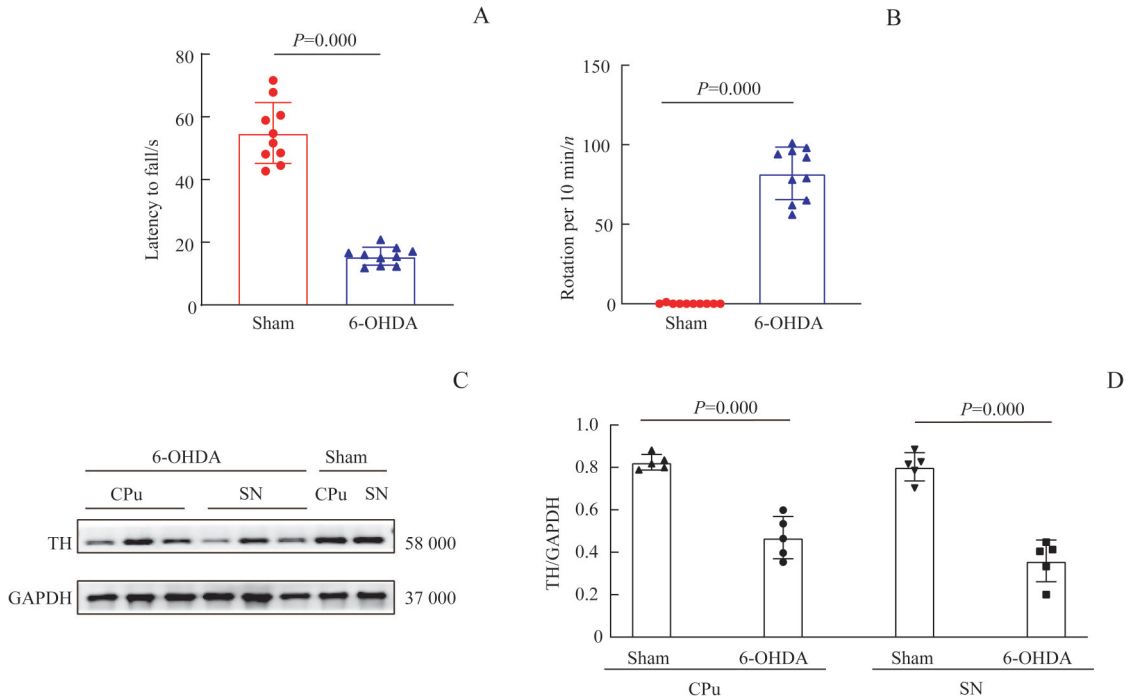 A
P=0.000
80
60
40
20
0
Latency to fall/s
Sham 6-OHDA
B
P=0.000
150
100
50
0
Rotation per 10 min/n
Sham 6-OHDA
C
6-OHDA Sham
CPu SN CPu SN
TH 58 000
GAPDH 37 000
D
P=0.000 P=0.000
1.0
0.8
0.6
0.4
0.2
0
TH/GAPDH
Sham 6-OHDA Sham 6-OHDA
CPu SN